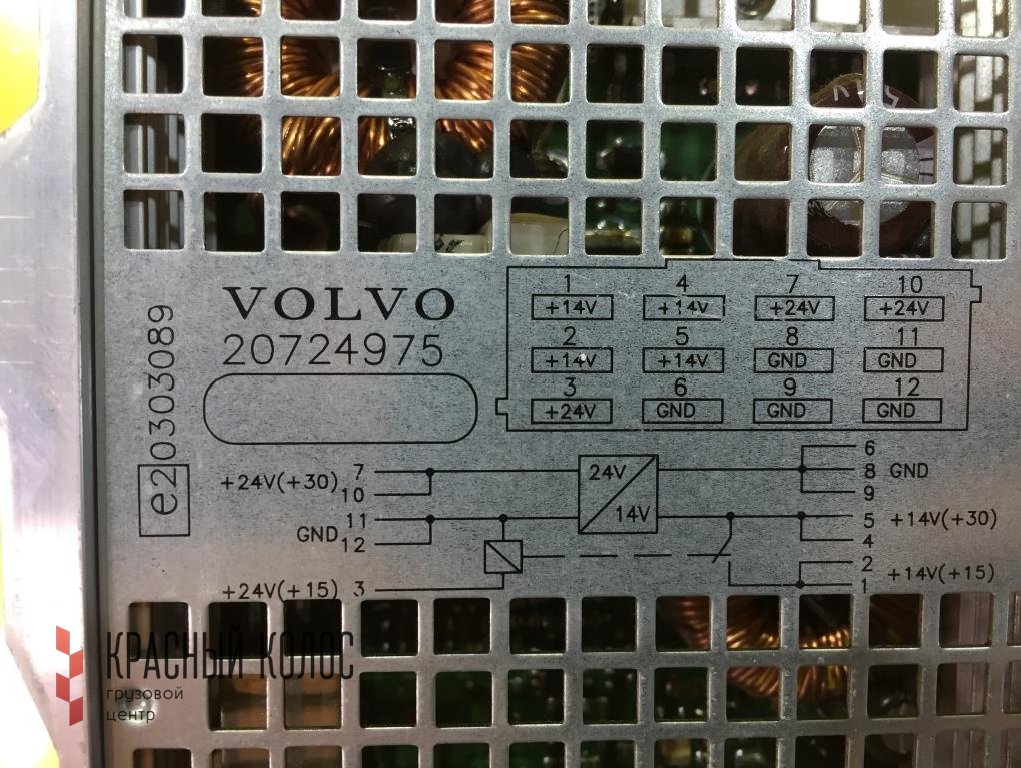 VOLVO
20724975
e2
0303089
1 4 7 10
+14V +14V +24V +24V
2 5 8 11
+14V +14V GND GND
3 6 9 12
+24V GND GND GND
+24V(+30) 7
10
GND 11
12
+24V(+15) 3
24V
14V
6
8 GND
9
5 +14V(+30)
4
2
1 +14V(+15)
КРАСНЫЙ КОЛОС
грузовой
центр